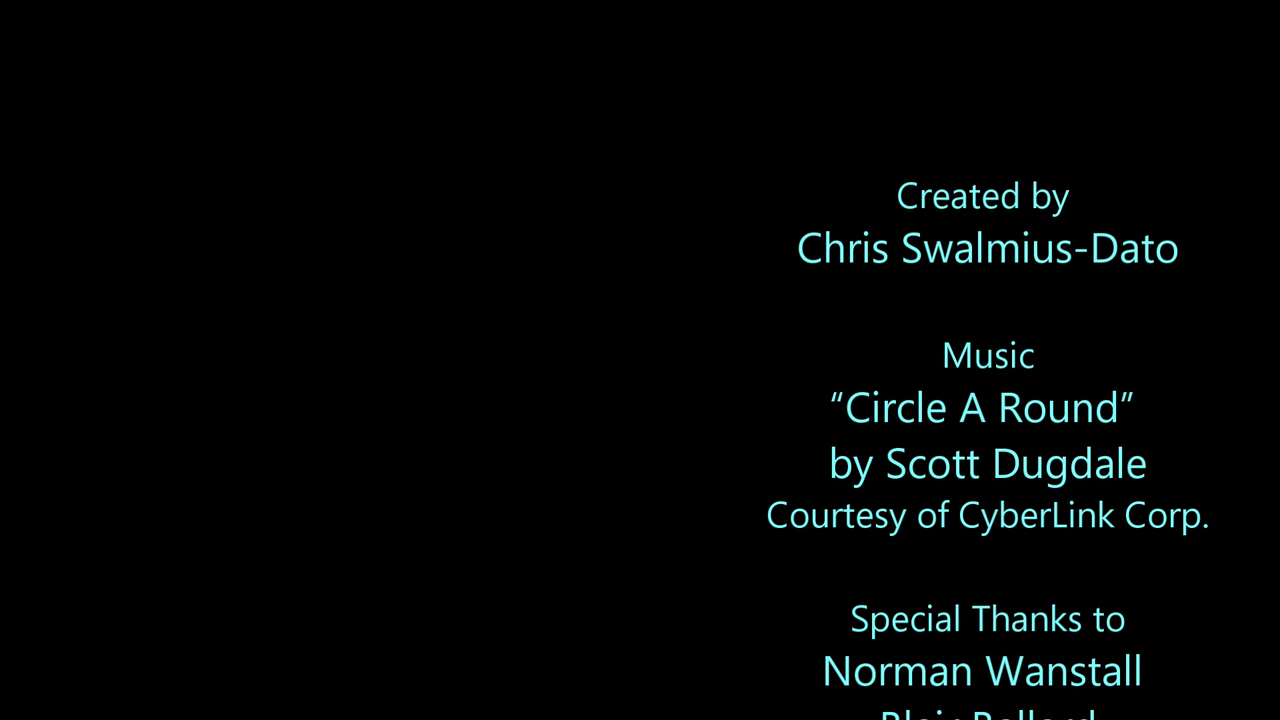 Created by
Chris Swalmius-Dato
Music
“Circle A Round”
by Scott Dugdale
Courtesy of CyberLink Corp.
Special Thanks to
Norman Wanstall